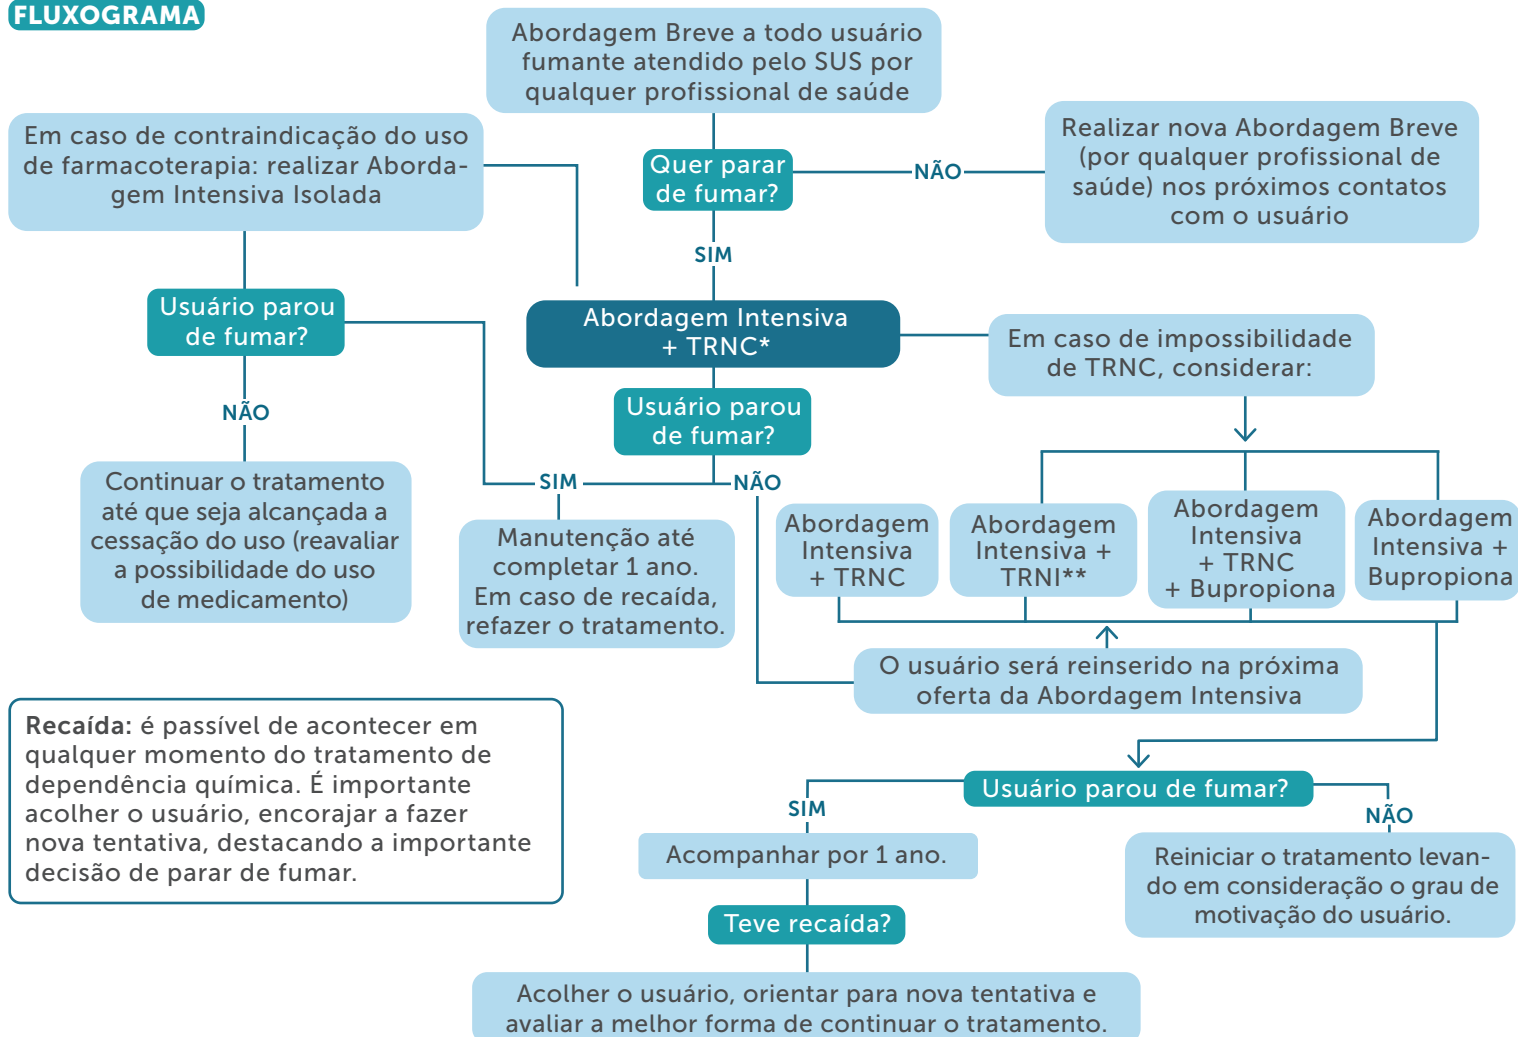 FLUXOGRAMA
Abordagem Breve a todo usuário
fumante atendido pelo SUS por
qualquer profissional de saúde
Em caso de contraindicação do uso
de farmacoterapia: realizar Aborda-
gem Intensiva Isolada
Quer parar
de fumar?
NÃO
Realizar nova Abordagem Breve
(por qualquer profissional de
saúde) nos próximos contatos
com o usuário
SIM
Usuário parou
de fumar?
Abordagem Intensiva
+ TRNC*
Em caso de impossibilidade
de TRNC, considerar:
NÃO
Usuário parou
de fumar?
Continuar o tratamento
até que seja alcançada a
cessação do uso (reavaliar
a possibilidade do uso
de medicamento)
SIM
NÃO
Manutenção até
completar 1 ano.
Em caso de recaída,
refazer o tratamento.
Abordagem
Intensiva
+ TRNC
Abordagem
Intensiva +
TRNI**
Abordagem
Intensiva
+ TRNC
+ Bupropiona
Abordagem
Intensiva +
Bupropiona
O usuário será reinserido na próxima
oferta da Abordagem Intensiva
Recaída: é passível de acontecer em
qualquer momento do tratamento de
dependência química. É importante
acolher o usuário, encorajar a fazer
nova tentativa, destacando a importante
decisão de parar de fumar.
Usuário parou de fumar?
SIM
NÃO
Acompanhar por 1 ano.
Reiniciar o tratamento levan-
do em consideração o grau de
motivação do usuário.
Teve recaída?
Acolher o usuário, orientar para nova tentativa e
avaliar a melhor forma de continuar o tratamento.